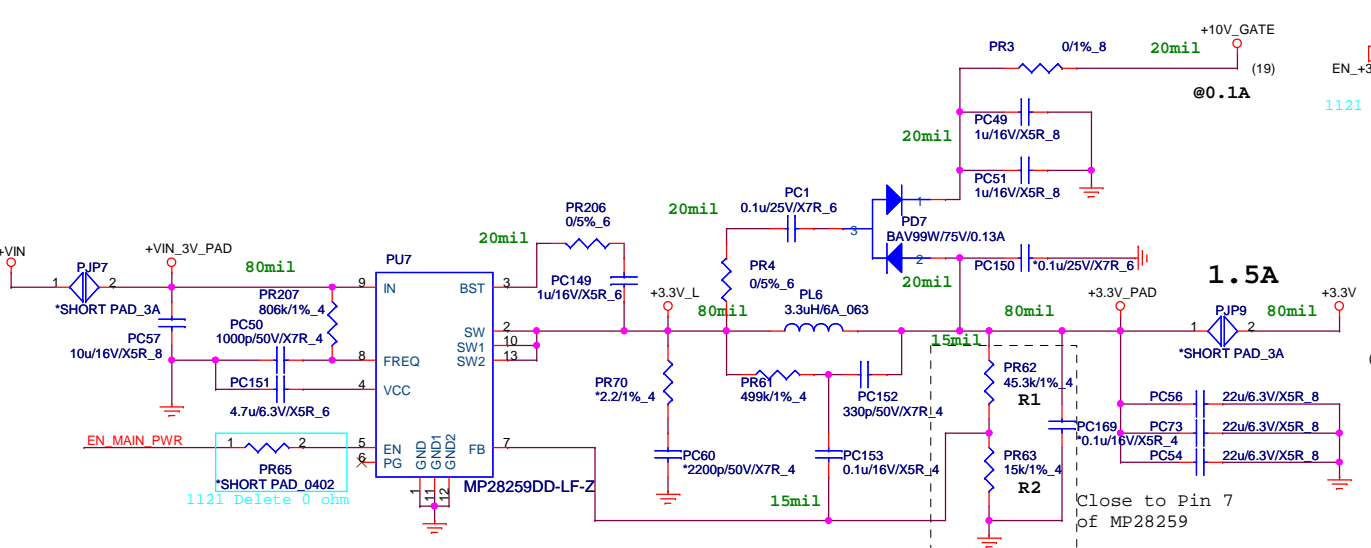 +10V_GATE
PR3
0/1%_8
20mil
(19)
EN_+3
@0.1A
1121
PC49
1u/16V/X5R_8
20mil
PC51
1u/16V/X5R_8
PC1
0.1u/25V/X7R_6
1
PR206
0/5%_6
20mil
3
PD7
BAV99W/75V/0.13A
20mil
2
+VIN
+VIN_3V_PAD
PU7
PR4
0/5%_6
PC150
*0.1u/25V/X7R_6
PJP7
80mil
1.5A
1
2
9
IN
BST
3
PC149
1u/16V/X5R_6
20mil
*SHORT PAD_3A
PR207
806k/1%_4
+3.3V_L
PL6
3.3uH/6A_063
+3.3V_PAD
+3.3V
80mil
80mil
PJP9
80mil
PC57
10u/16V/X5R_8
PC50
1000p/50V/X7R_4
SW
2
SW1
10
SW2
13
1
2
15mil
*SHORT PAD_3A
8
FREQ
PC151
4
VCC
4.7u/6.3V/X5R_6
PR70
*2.2/1%_4
PR61
499k/1%_4
PC152
330p/50V/X7R_4
PR62
45.3k/1%_4
R1
PC56
22u/6.3V/X5R_8
PC169
*0.1u/16V/X5R_4
PC73
22u/6.3V/X5R_8
EN_MAIN_PWR
1
2
5
EN
FB
7
6
PG
GND
GND1
GND2
PC60
*2200p/50V/X7R_4
PC153
0.1u/16V/X5R_4
PR63
15k/1%_4
R2
PC54
22u/6.3V/X5R_8
PR65
*SHORT PAD_0402
1121 Delete 0 ohm
1
11
12
MP28259DD-LF-Z
15mil
Close to Pin 7
of MP28259